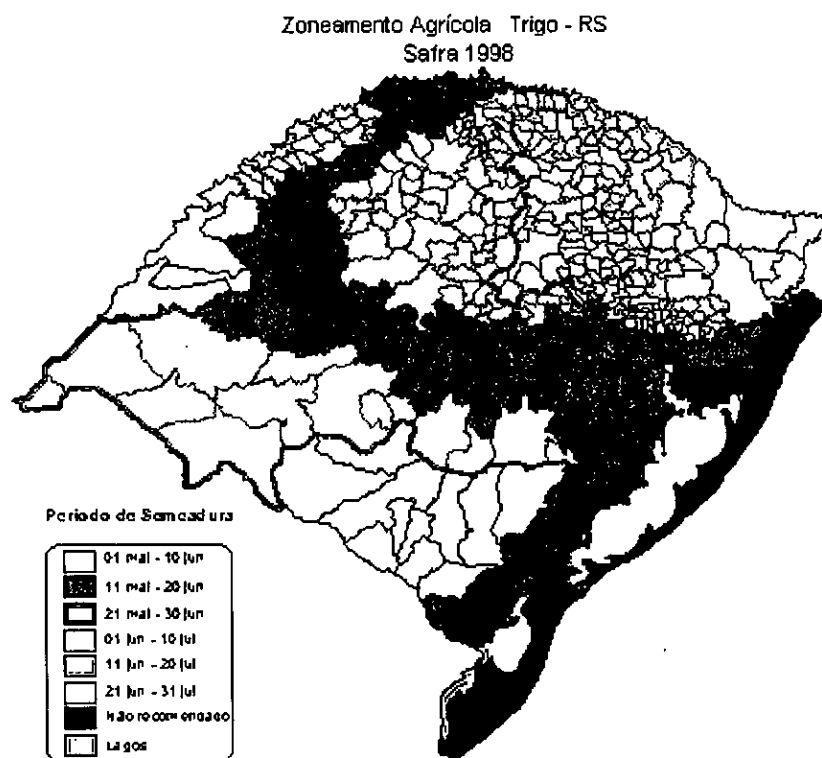 Zoneamento Agrícola Trigo - RS
Safra 1998
Período de Semeadura
01 mai - 10 jun
11 mai - 20 jun
21 mai - 30 jun
01 jun - 10 jul
11 jun - 20 jul
21 jun - 31 jul
Não recomendado
Lagos